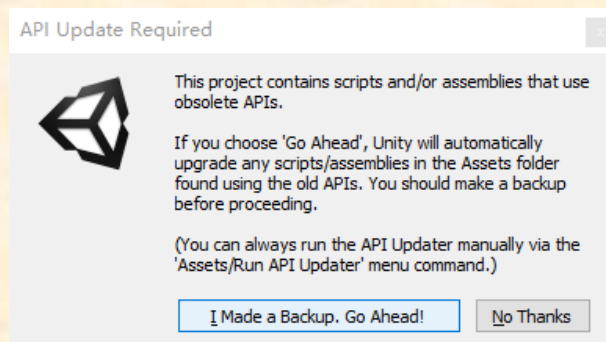 API Update Required
This project contains scripts and/or assemblies that use
obsolete APIs.
If you choose 'Go Ahead', Unity will automatically
upgrade any scripts/assemblies in the Assets folder
found using the old APIs. You should make a backup
before proceeding.
(You can always run the API Updater manually via the
'Assets/Run API Updater' menu command.)
I Made a Backup. Go Ahead!
No Thanks